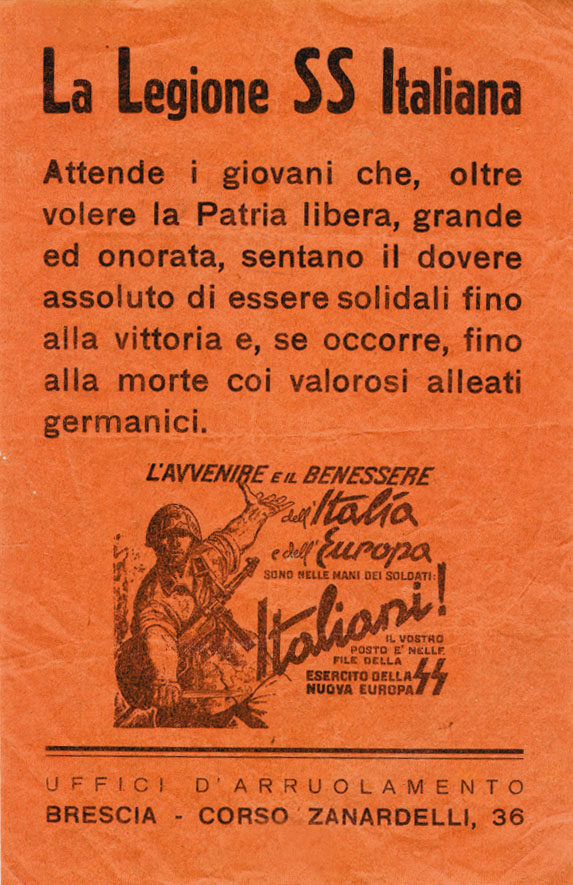 La Legione SS Italiana
Attende i giovani che, oltre
volere la Patria libera, grande
ed onorata, sentano il dovere
assoluto di essere solidali fino
alla vittoria e, se occorre, fino
alla morte coi valorosi alleati
germanici.
L'AVVENIRE E IL BENESSERE
dell'Italia
e dell'Europa
SONO NELLE MANI DEI SOLDATI:
Italiani!
IL VOSTRO
POSTO E' NELLE
FILE DELLA
ESERCITO DELLA
NUOVA EUROPA SS
UFFICI D'ARRUOLAMENTO
BRESCIA - CORSO ZANARDELLI, 36